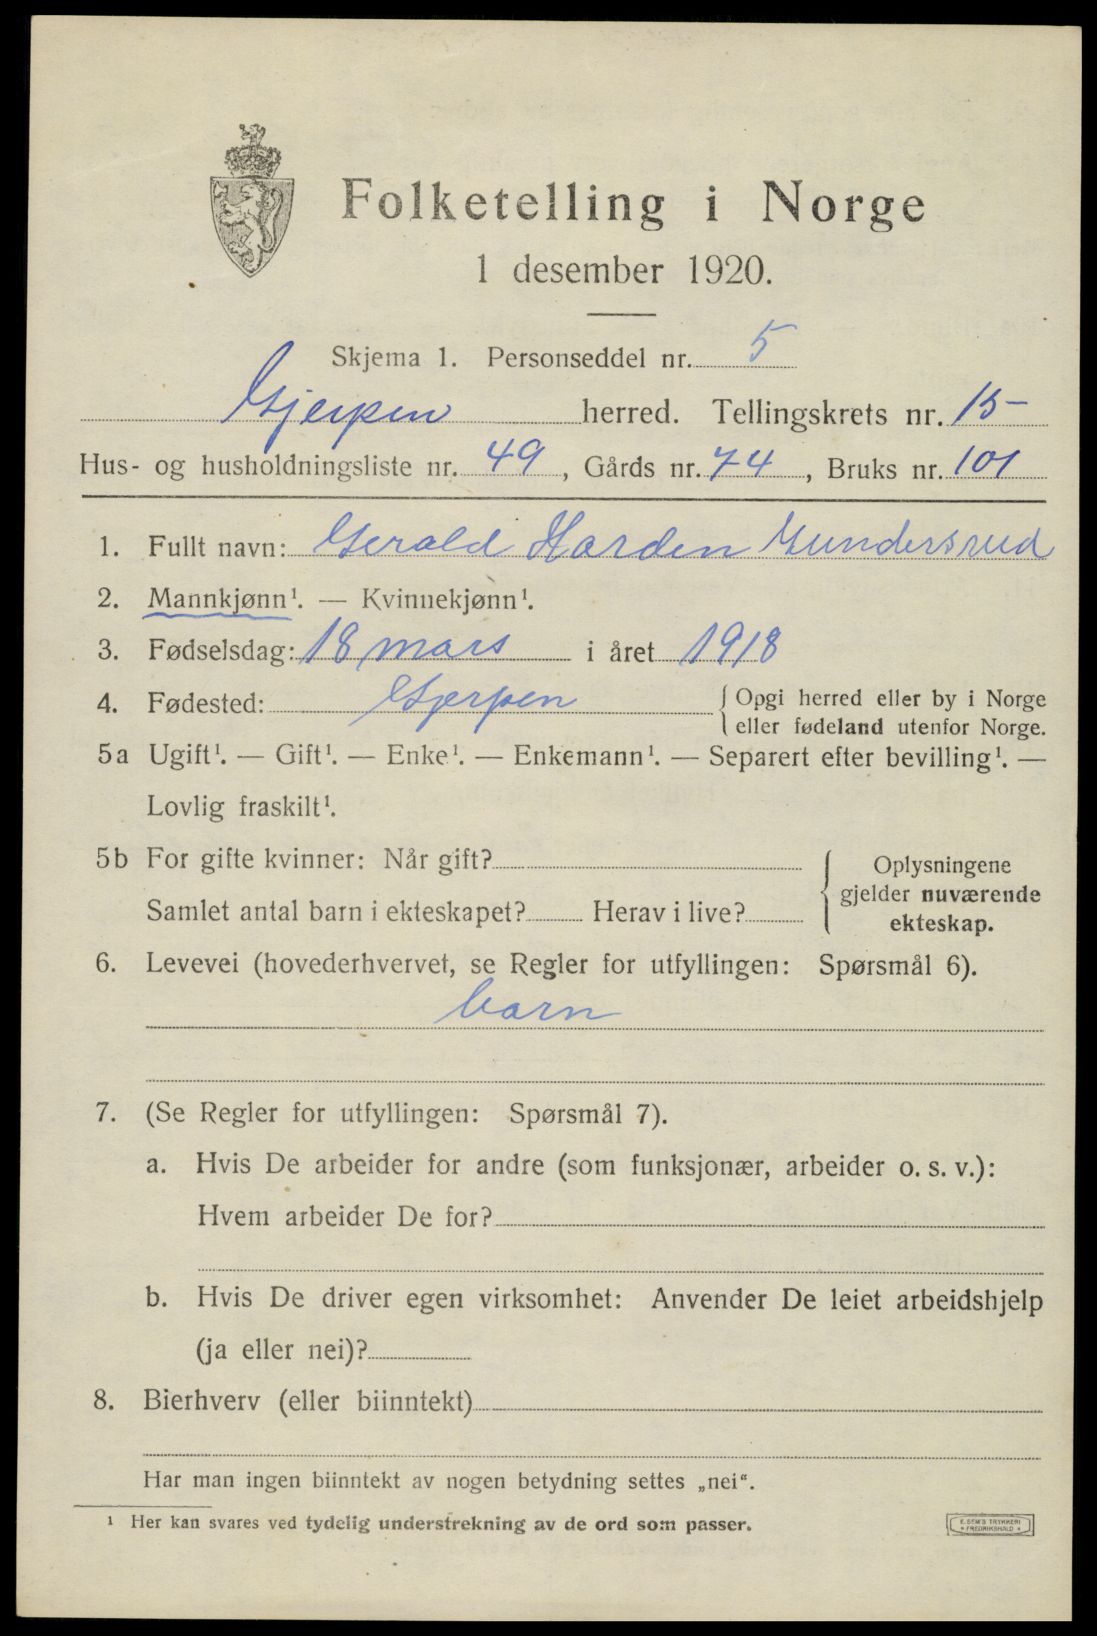 Folketelling i Norge
1 desember 1920.
Skjema 1. Personseddel nr. 5
Gjerpen herred. Tellingskrets nr. 15
Hus- og husholdningsliste nr. 49, Gårds nr. 74, Bruks nr. 101
1. Fullt navn: Gerald Harden Gundersrud
2. Mannkjønn¹. — Kvinnekjønn¹.
3. Fødselsdag: 18 mars i året 1918
4. Fødested: Gjerpen { Opgi herred eller by i Norge
eller fødeland utenfor Norge.
5a Ugift¹. — Gift¹. — Enke¹. — Enkemann¹. — Separert efter bevilling¹. —
Lovlig fraskilt¹.
5b For gifte kvinner: Når gift?
Samlet antal barn i ekteskapet? Herav i live?
{ Oplysningene
gjelder nuværende
ekteskap.
6. Levevei (hovederhvervet, se Regler for utfyllingen: Spørsmål 6).
barn
7. (Se Regler for utfyllingen: Spørsmål 7).
a. Hvis De arbeider for andre (som funksjonær, arbeider o. s. v.):
Hvem arbeider De for?
b. Hvis De driver egen virksomhet: Anvender De leiet arbeidshjelp
(ja eller nei)?
8. Bierhverv (eller biinntekt)
Har man ingen biinntekt av nogen betydning settes „nei“.
¹ Her kan svares ved tydelig understrekning av de ord som passer.
E. SEM'S TRYKKERI
* FREDRIKSHALD *